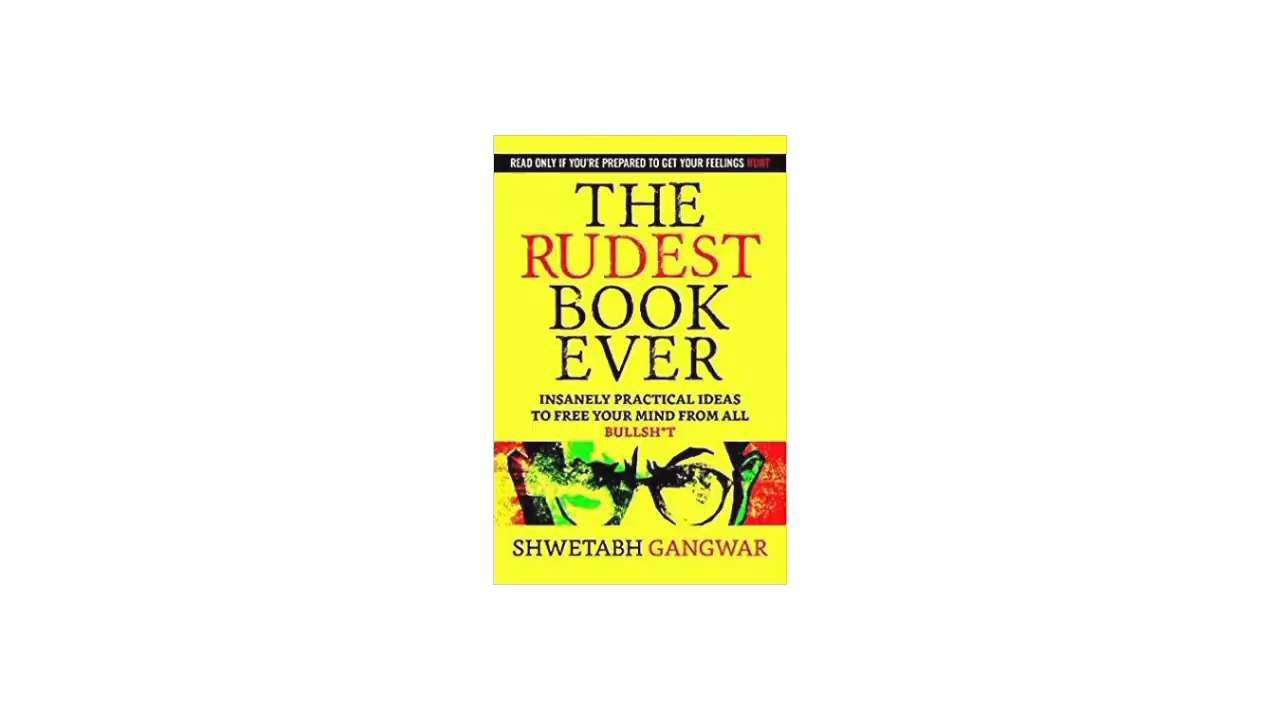 READ ONLY IF YOU'RE PREPARED TO GET YOUR FEELINGS HURT
THE
RUDEST
BOOK
EVER
INSANELY PRACTICAL IDEAS
TO FREE YOUR MIND FROM ALL
BULLSH*T
SHWETABH GANGWAR